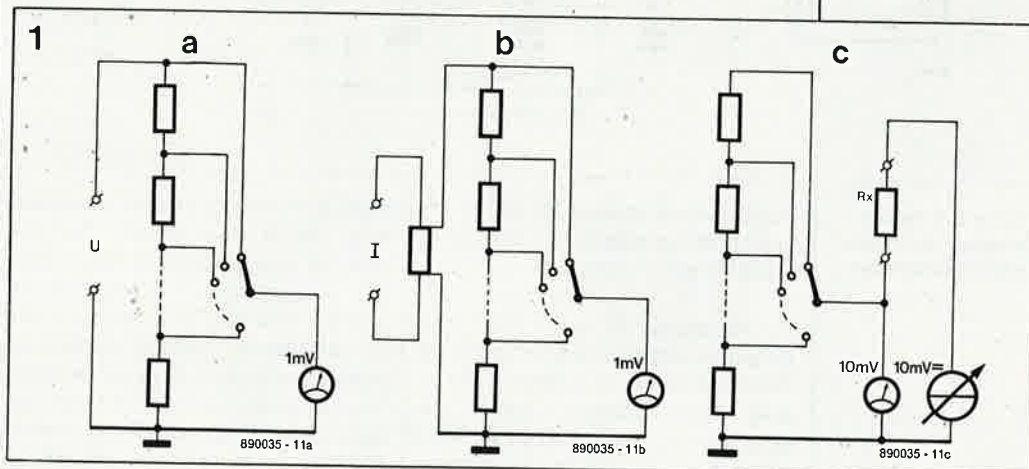 1
a
U
1mV
890035 - 11a
b
I
1mV
890035 - 11b
c
Rx
10mV
10mV=
890035 - 11c